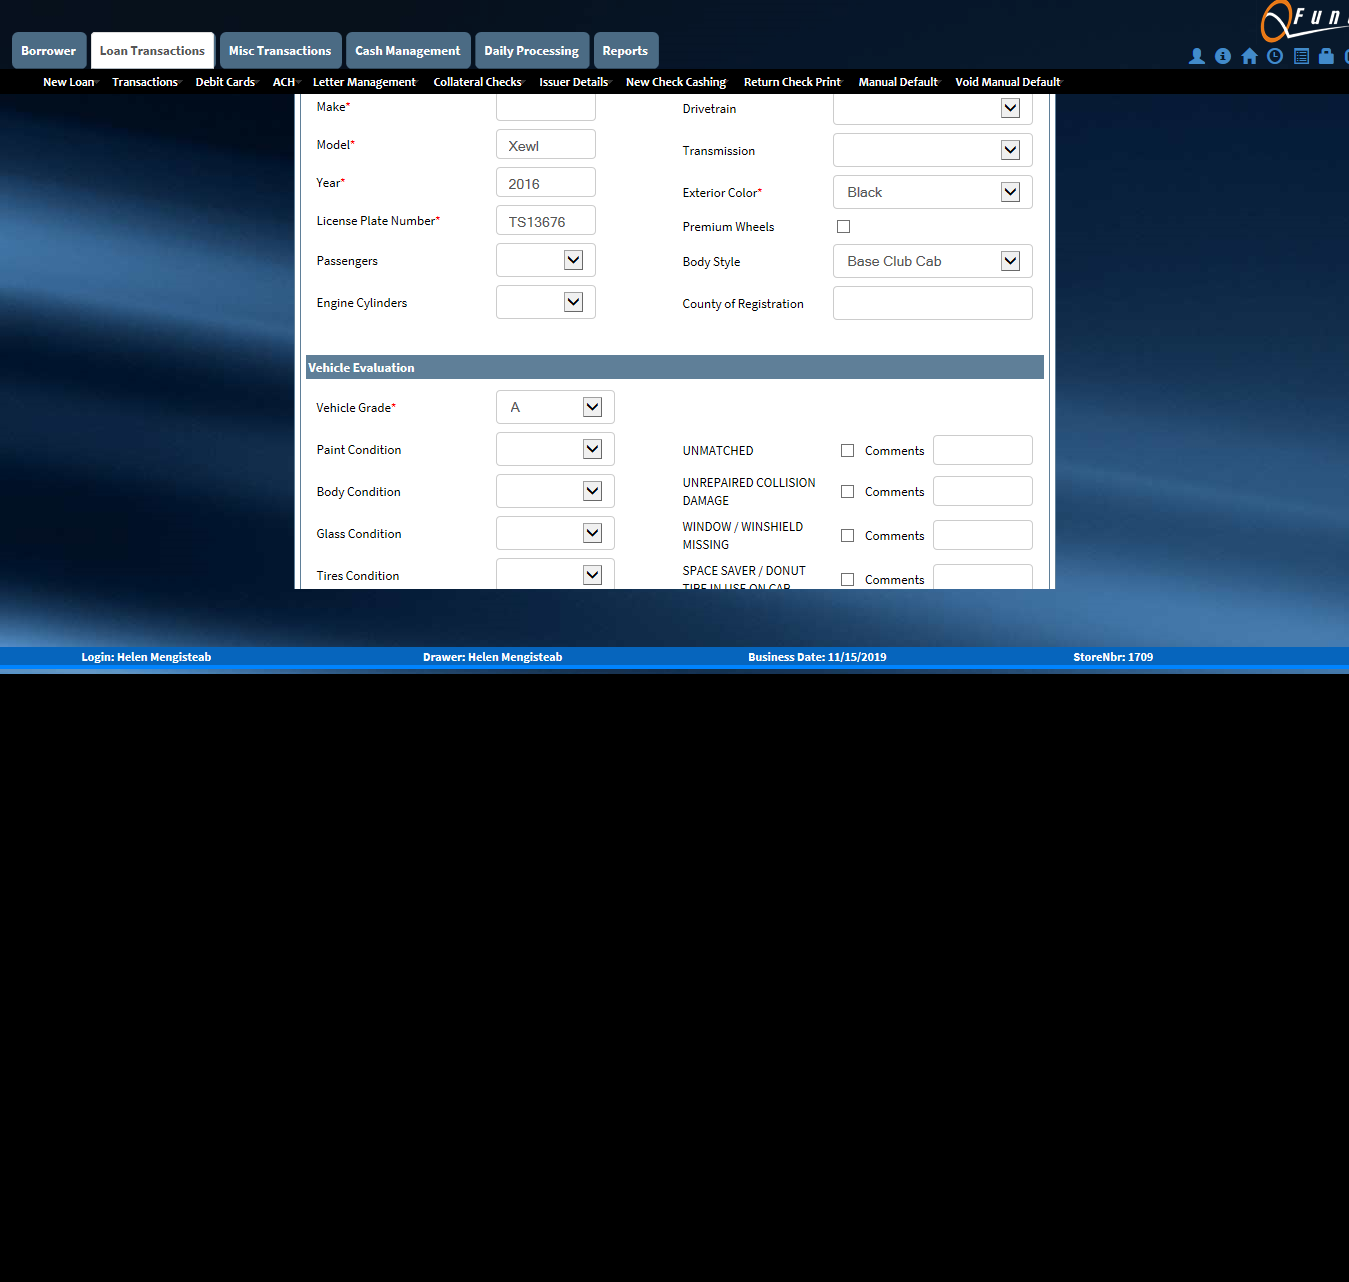 Fun
Borrower Loan Transactions Misc Transactions Cash Management Daily Processing Reports
New Loan Transactions Debit Cards ACH Letter Management Collateral Checks Issuer Details New Check Cashing Return Check Print Manual Default Void Manual Default
Make* Drivetrain
Model* Xewl Transmission
Year* 2016 Exterior Color* Black
License Plate Number* TS13676 Premium Wheels
Passengers Body Style Base Club Cab
Engine Cylinders County of Registration
Vehicle Evaluation
Vehicle Grade* A
Paint Condition UNMATCHED Comments
Body Condition UNREPAIRED COLLISION DAMAGE Comments
Glass Condition WINDOW / WINSHIELD MISSING Comments
Tires Condition SPACE SAVER / DONUT TIRE IN USE ON CAR Comments
Login: Helen Mengisteab Drawer: Helen Mengisteab Business Date: 11/15/2019 StoreNbr: 1709